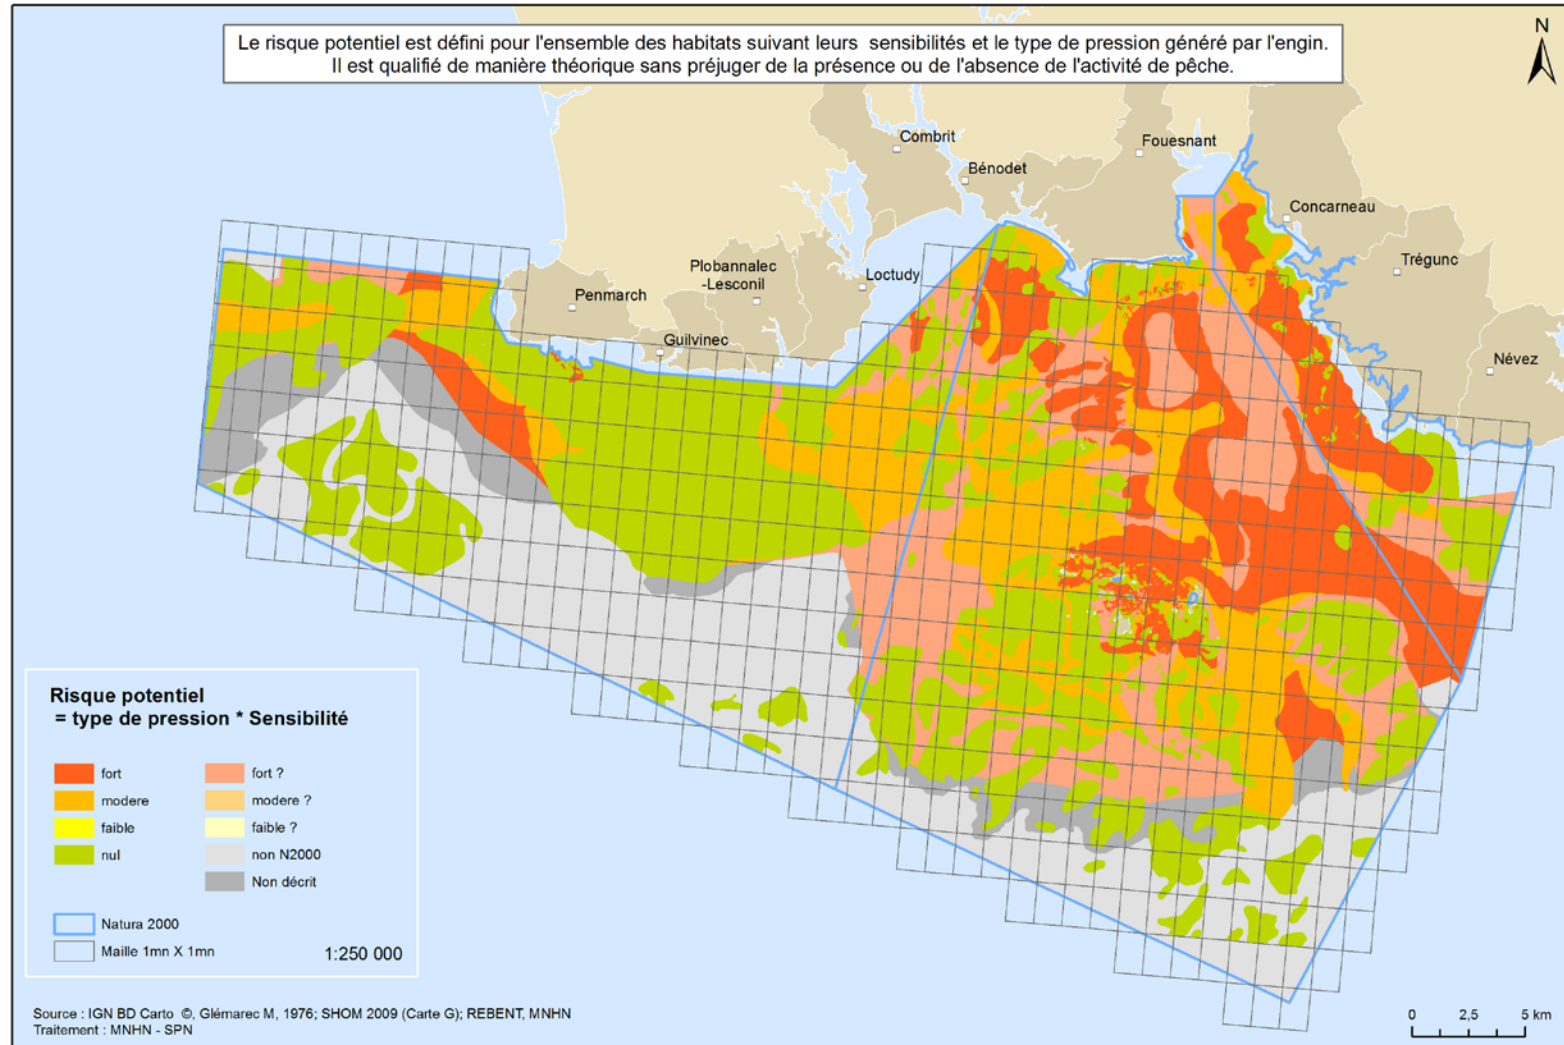 Le risque potentiel est défini pour l'ensemble des habitats suivant leurs sensibilités et le type de pression généré par l'engin.
Il est qualifié de manière théorique sans préjuger de la présence ou de l'absence de l'activité de pêche.
N
Combrit
Fouesnant
Bénodet
Concarneau
Trégunc
Plobannalec
-Lesconil
Loctudy
Penmarch
Guilvinec
Névez
Risque potentiel
= type de pression * Sensibilité
fort
fort ?
modere
modere ?
faible
faible ?
nul
non N2000
Non décrit
Natura 2000
Maille 1mn X 1mn
1:250 000
Source : IGN BD Carto ©, Glémarec M, 1976; SHOM 2009 (Carte G); REBENT, MNHN
Traitement : MNHN - SPN
0 2,5 5 km